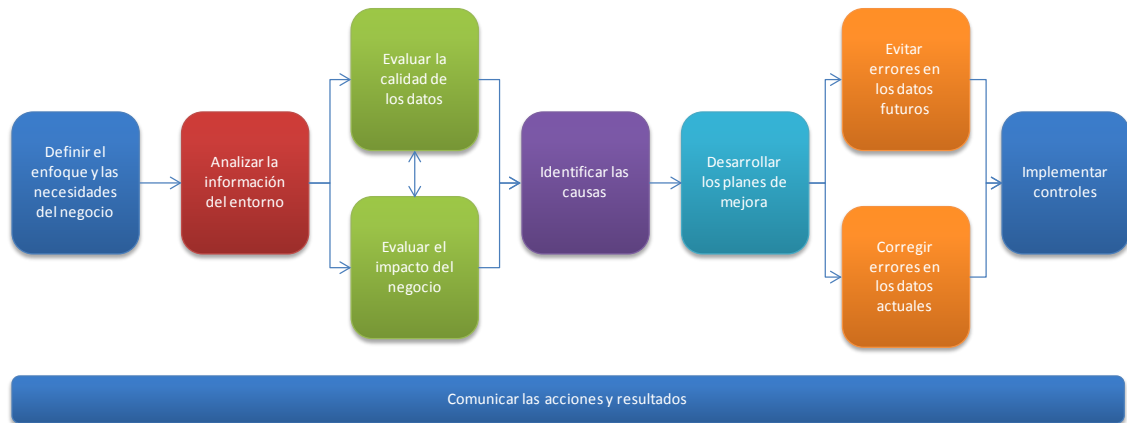 Definir el
enfoque y las
necesidades
del negocio
Analizar la
información
del entorno
Evaluar la
calidad de
los datos
Evaluar el
impacto del
negocio
Identificar las
causas
Desarrollar
los planes de
mejora
Evitar
errores en
los datos
futuros
Corregir
errores en
los datos
actuales
Implementar
controles
Comunicar las acciones y resultados